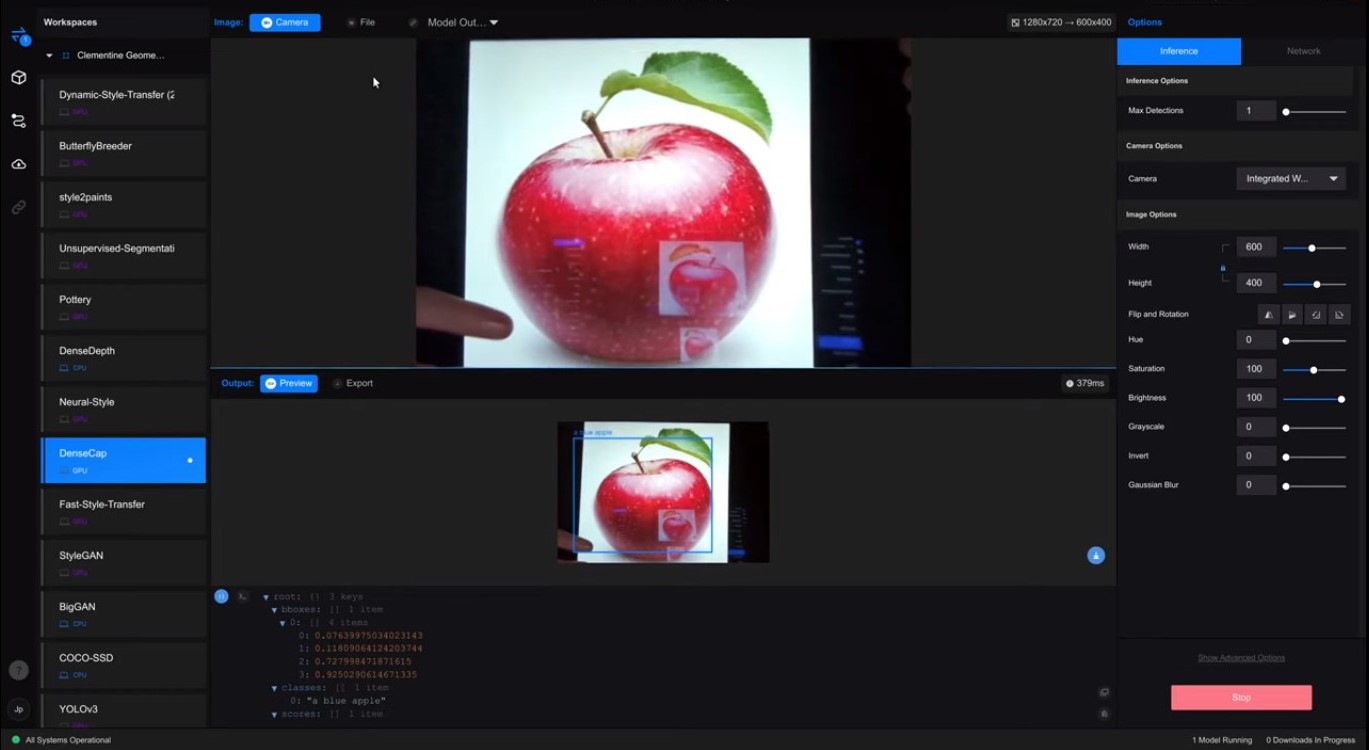 Workspaces
Image:
Camera
File
Model Out...
1280x720 → 600x400
Options
1
Clementine Geome...
Dynamic-Style-Transfer (2
GPU
ButterflyBreeder
GPU
style2paints
GPU
Unsupervised-Segmentati
GPU
Pottery
GPU
DenseDepth
CPU
Neural-Style
GPU
DenseCap
GPU
Fast-Style-Transfer
GPU
StyleGAN
GPU
BigGAN
CPU
COCO-SSD
CPU
YOLOv3
GPU
?
Jp
Output:
Preview
Export
379ms
a blue apple
root: {} 3 keys
bboxes: [] 1 item
0: [] 4 items
0: 0.07639975034023143
1: 0.11809064124203744
2: 0.727998471871615
3: 0.9250290614671335
classes: [] 1 item
0: "a blue apple"
scores: [] 1 item
Inference
Network
Inference Options
Max Detections
1
Camera Options
Camera
Integrated W...
Image Options
Width
600
Height
400
Flip and Rotation
Hue
0
Saturation
100
Brightness
100
Grayscale
0
Invert
0
Gaussian Blur
0
Show Advanced Options
Stop
All Systems Operational
1 Model Running
0 Downloads In Progress